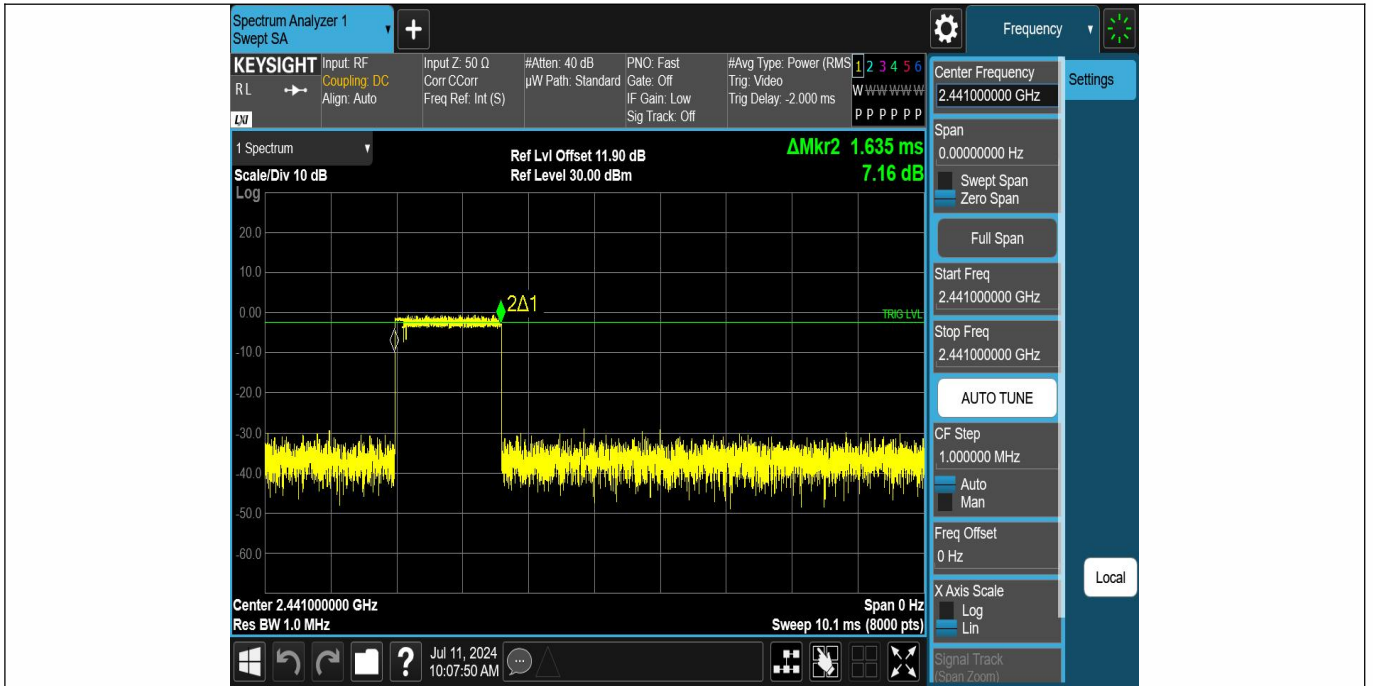 Spectrum Analyzer 1
Swept SA
+
Frequency
KEYSIGHT
RL
LXI
Input: RF
Coupling: DC
Align: Auto
Input Z: 50 Ω
Corr CCorr
Freq Ref: Int (S)
#Atten: 40 dB
µW Path: Standard
PNO: Fast
Gate: Off
IF Gain: Low
Sig Track: Off
#Avg Type: Power (RMS
Trig: Video
Trig Delay: -2.000 ms
1 2 3 4 5 6
W W W W W W
P P P P P P
1 Spectrum
Scale/Div 10 dB
Ref Lvl Offset 11.90 dB
Ref Level 30.00 dBm
ΔMkr2 1.635 ms
7.16 dB
Log
20.0
10.0
0.00
-10.0
-20.0
-30.0
-40.0
-50.0
-60.0
2Δ1
TRIG LVL
Center 2.441000000 GHz
Res BW 1.0 MHz
Span 0 Hz
Sweep 10.1 ms (8000 pts)
Center Frequency
2.441000000 GHz
Settings
Span
0.00000000 Hz
Swept Span
Zero Span
Full Span
Start Freq
2.441000000 GHz
Stop Freq
2.441000000 GHz
AUTO TUNE
CF Step
1.000000 MHz
Auto
Man
Freq Offset
0 Hz
X Axis Scale
Log
Lin
Signal Track
(Span Zoom)
Local
?
Jul 11, 2024
10:07:50 AM